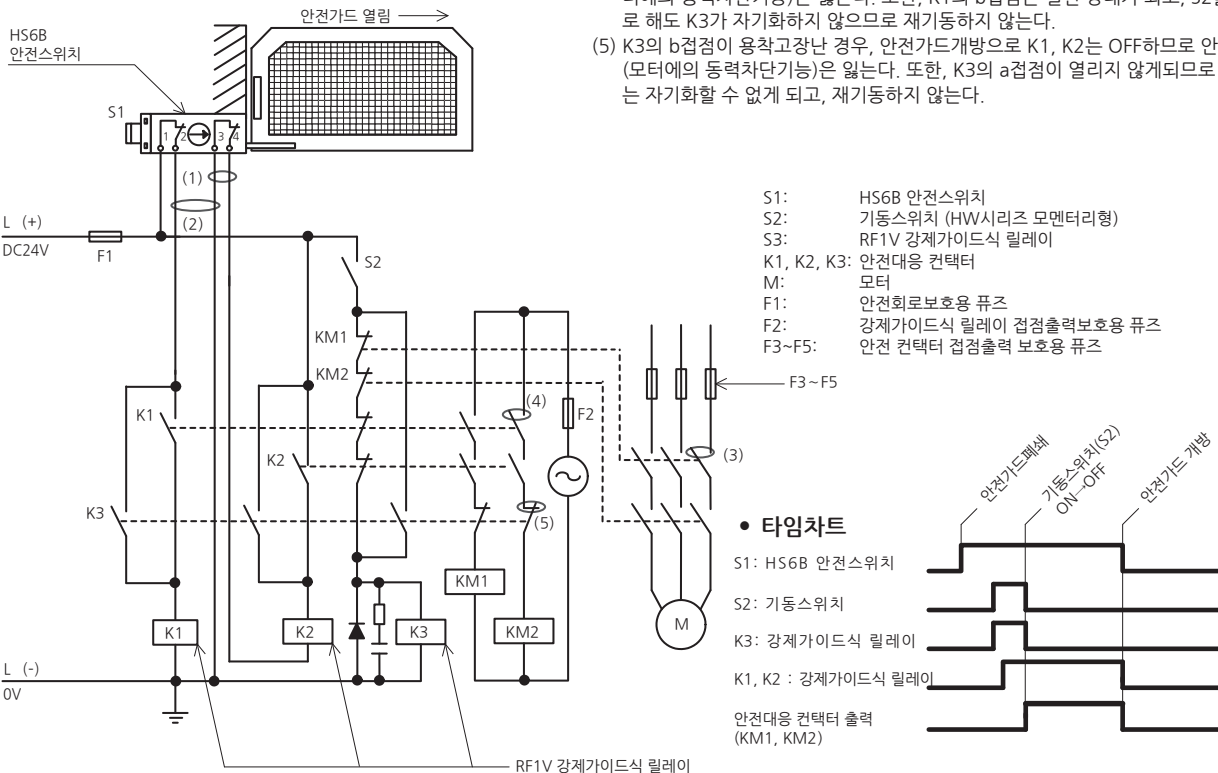 로 해도 K3가 자기화하지 않으므로 재기동하지 않는다.
(5) K3의 b접점이 용착고장난 경우, 안전가드개방으로 K1, K2는 OFF하므로 안
(모터에의 동력차단기능)은 잃는다. 또한, K3의 a접점이 열리지 않게되므로
는 자기화할 수 없게 되고, 재기동하지 않는다.
안전가드 열림
HS6B
안전스위치
S1
1 2 3 4
(1)
(2)
L (+)
DC24V
F1
S2
KM1
KM2
K1
K2
K3
(4)
F2
(5)
(3)
F3~F5
KM1
K1
K2
K3
KM2
M
L (-)
0V
RF1V 강제가이드식 릴레이
S1: HS6B 안전스위치
S2: 기동스위치 (HW시리즈 모멘터리형)
S3: RF1V 강제가이드식 릴레이
K1, K2, K3: 안전대응 컨택터
M: 모터
F1: 안전회로보호용 퓨즈
F2: 강제가이드식 릴레이 접점출력보호용 퓨즈
F3~F5: 안전 컨택터 접점출력 보호용 퓨즈
• 타임차트
안전가드폐쇄
기동스위치(S2)
ON→OFF
안전가드 개방
S1: HS6B 안전스위치
S2: 기동스위치
K3: 강제가이드식 릴레이
K1, K2 : 강제가이드식 릴레이
안전대응 컨택터 출력
(KM1, KM2)